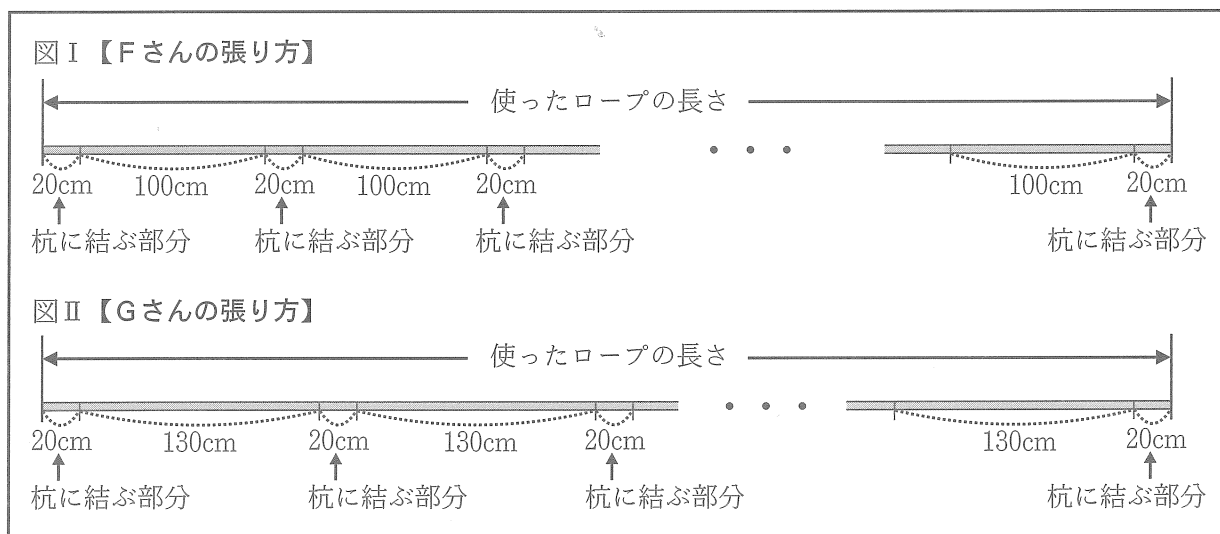 図Ⅰ【Fさんの張り方】
使ったロープの長さ
20cm 100cm 20cm 100cm 20cm 100cm 20cm
杭に結ぶ部分 杭に結ぶ部分 杭に結ぶ部分 杭に結ぶ部分
図Ⅱ【Gさんの張り方】
使ったロープの長さ
20cm 130cm 20cm 130cm 20cm 130cm 20cm
杭に結ぶ部分 杭に結ぶ部分 杭に結ぶ部分 杭に結ぶ部分